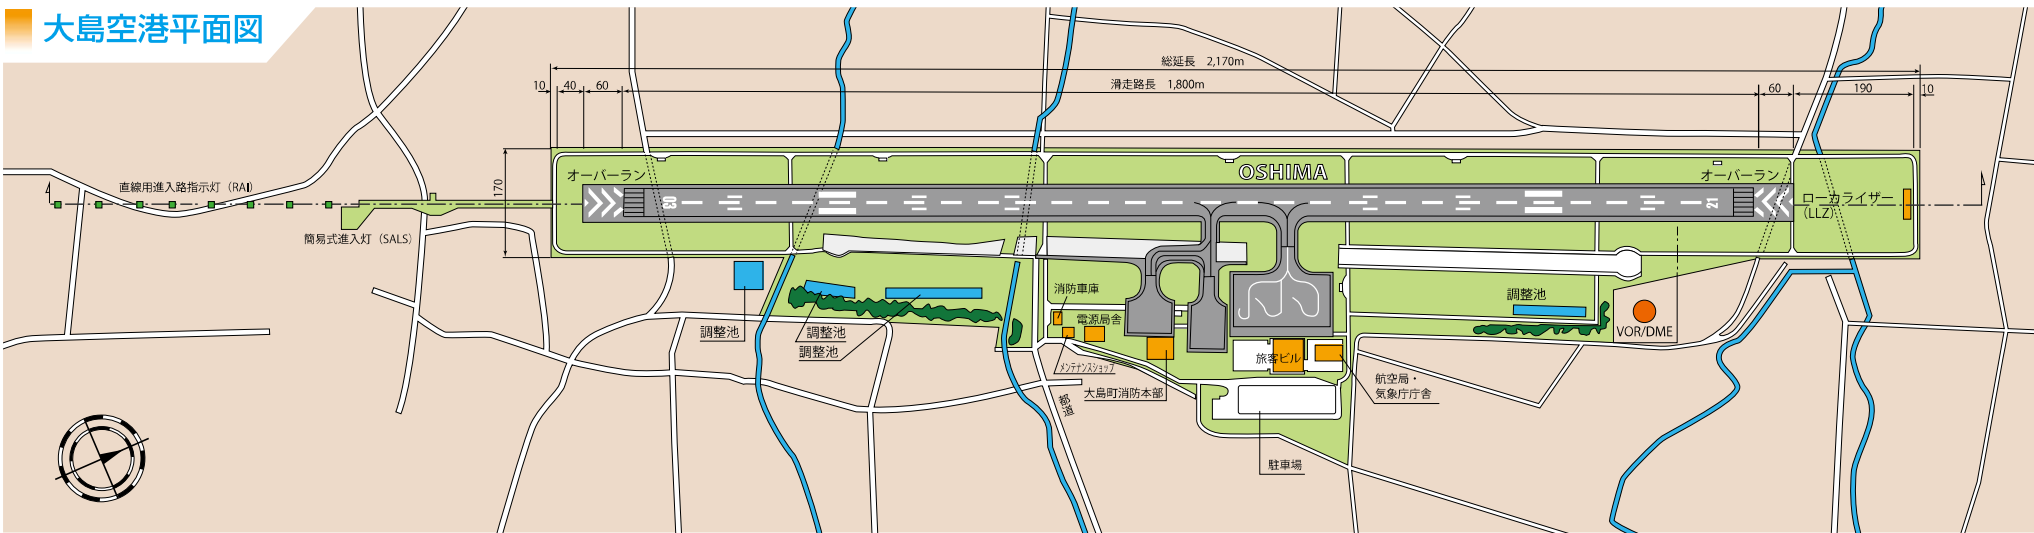 大島空港平面図
総延長 2,170m
10 40 60 滑走路長 1,800m 60 190 10
170
OSHIMA
オーバーラン
オーバーラン
直線用進入路指示灯（RAI）
簡易式進入灯（SALS）
03
21
ローカライザー
（LLZ）
消防車庫
電源局舎
メンテナンスショップ
大島町消防本部
都道
調整池
調整池
調整池
調整池
VOR/DME
旅客ビル
航空局・
気象庁庁舎
駐車場